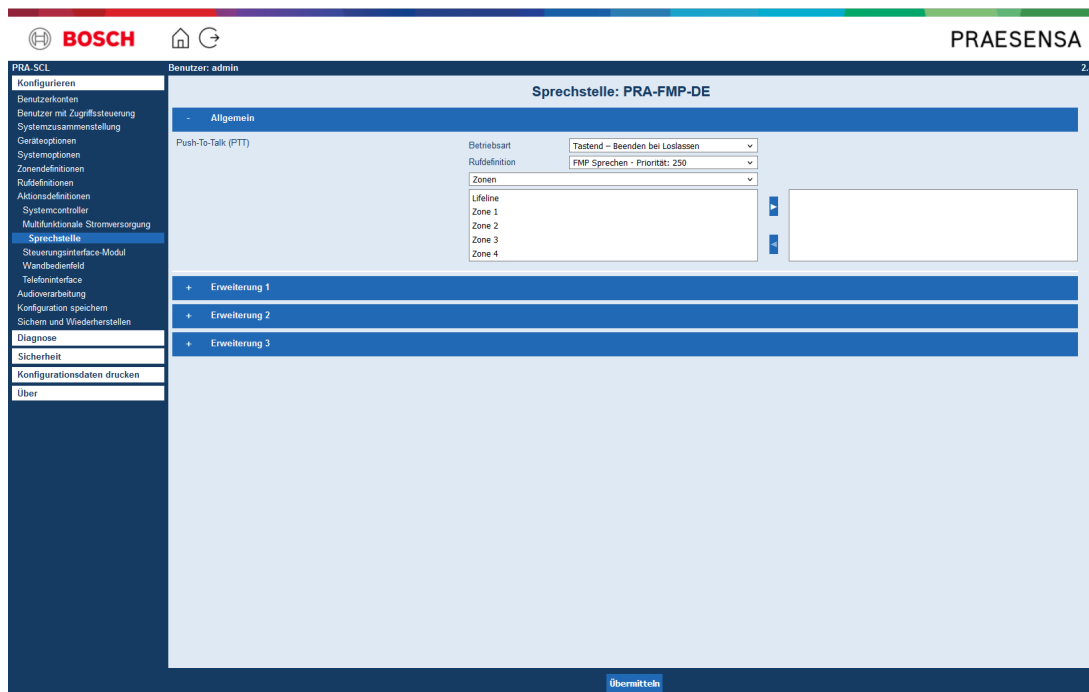 BOSCH
PRAESENSA
PRA-SCL
Benutzer: admin
2.
Konfigurieren
Benutzerkonten
Benutzer mit Zugriffssteuerung
Systemzusammenstellung
Geräteoptionen
Systemoptionen
Zonendefinitionen
Rufdefinitionen
Aktionsdefinitionen
Systemcontroller
Multifunktionale Stromversorgung
Sprechstelle
Steuerungsinterface-Modul
Wandbedienfeld
Telefoninterface
Audioverarbeitung
Konfiguration speichern
Sichern und Wiederherstellen
Diagnose
Sicherheit
Konfigurationsdaten drucken
Über
Sprechstelle: PRA-FMP-DE
- Allgemein
Push-To-Talk (PTT)
Betriebsart Tastend – Beenden bei Loslassen
Rufdefinition FMP Sprechen - Priorität: 250
Zonen
Lifeline
Zone 1
Zone 2
Zone 3
Zone 4
+ Erweiterung 1
+ Erweiterung 2
+ Erweiterung 3
Übermitteln